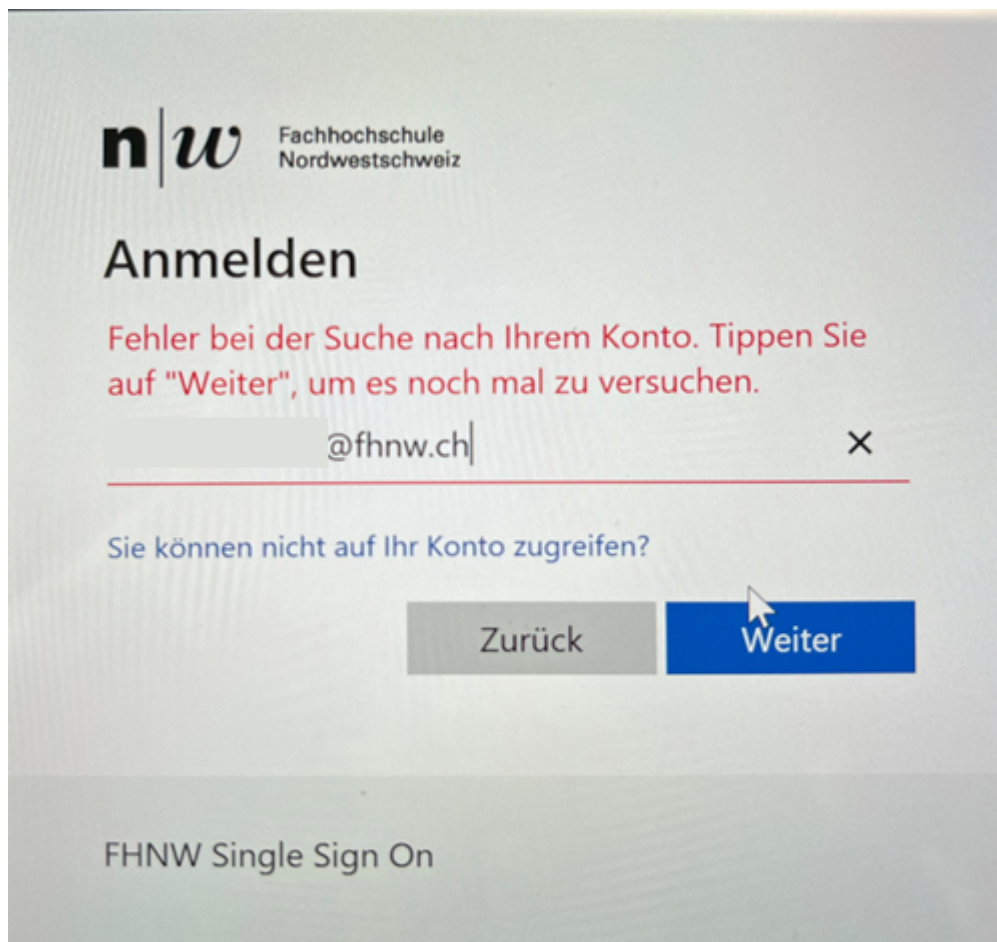 n|w Fachhochschule
Nordwestschweiz
Anmelden
Fehler bei der Suche nach Ihrem Konto. Tippen Sie
auf "Weiter", um es noch mal zu versuchen.
@fhnw.ch
Sie können nicht auf Ihr Konto zugreifen?
Zurück Weiter
FHNW Single Sign On